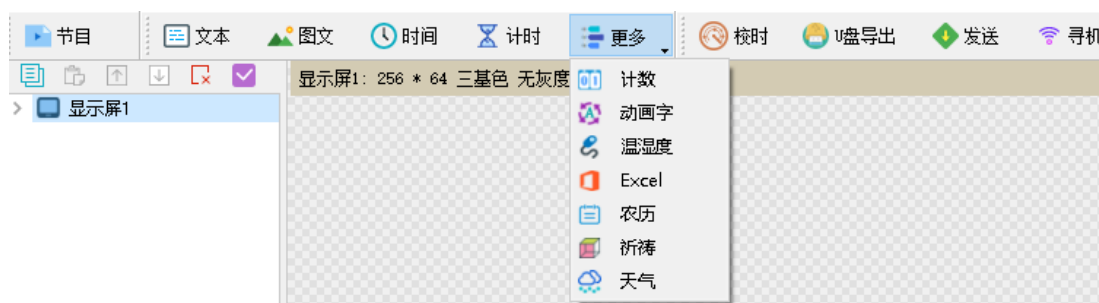 节目 文本 图文 时间 计时 更多 校时 U盘导出 发送 寻机
显示屏1: 256 * 64 三基色 无灰度
显示屏1
计数
动画字
温湿度
Excel
农历
祈祷
天气